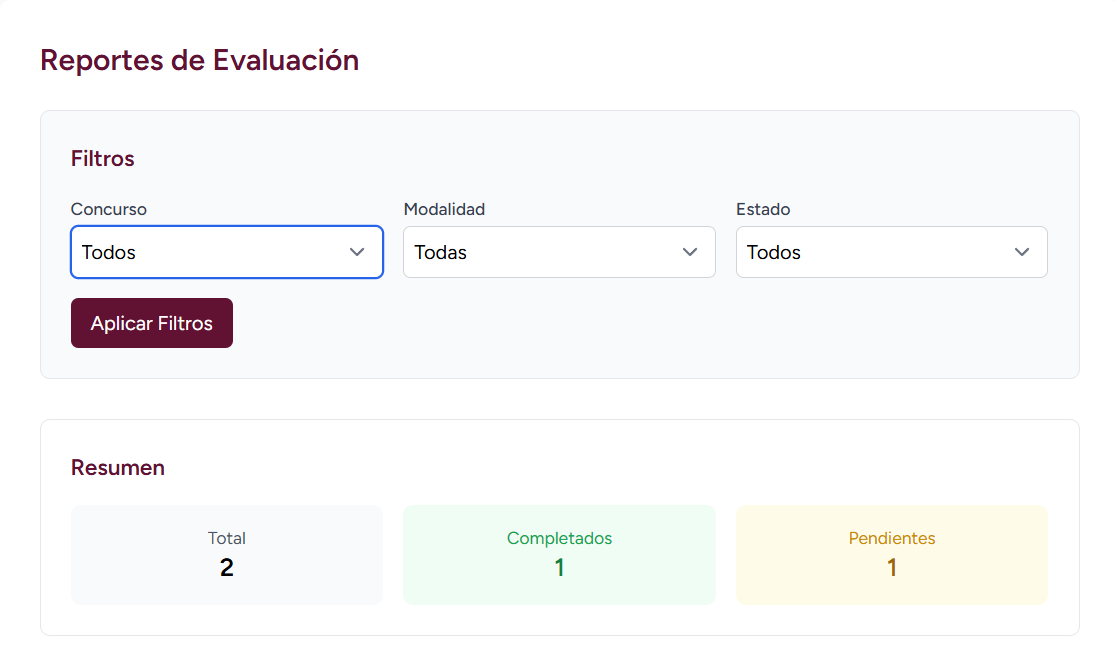 Reportes de Evaluación
Filtros
Concurso
Modalidad
Estado
Todos
Todas
Todos
Aplicar Filtros
Resumen
Total
Completados
Pendientes
2
1
1